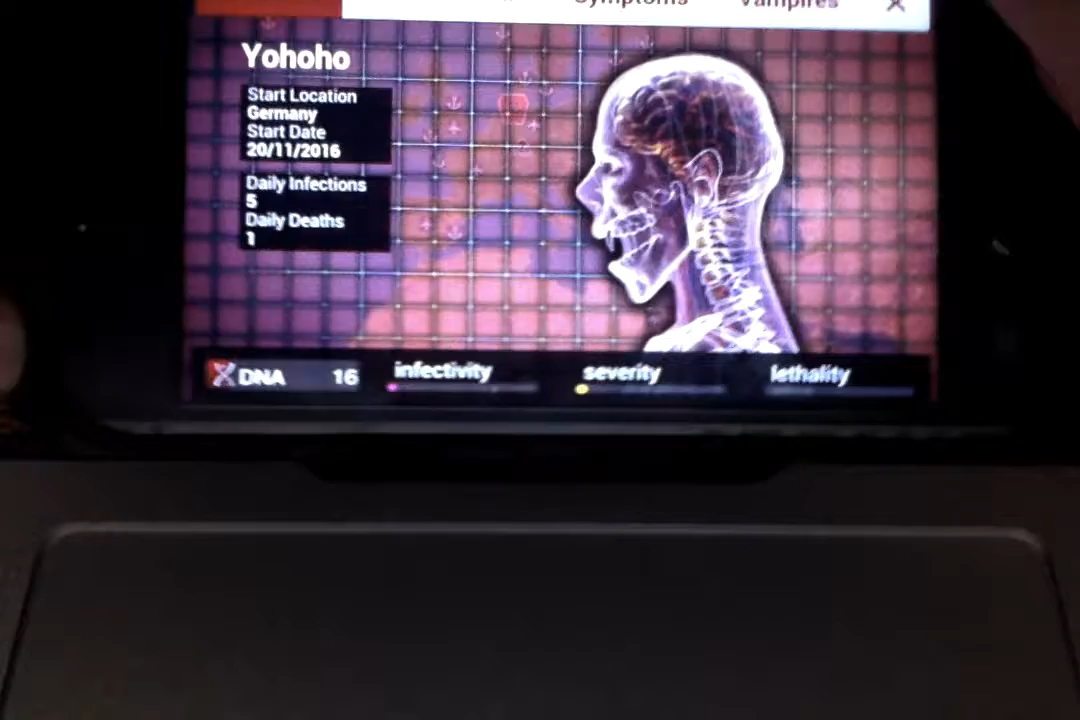 Symptoms
Vampires
X
Yohoho
Start Location
Germany
Start Date
20/11/2016
Daily Infections
5
Daily Deaths
1
DNA 16
infectivity
severity
lethality